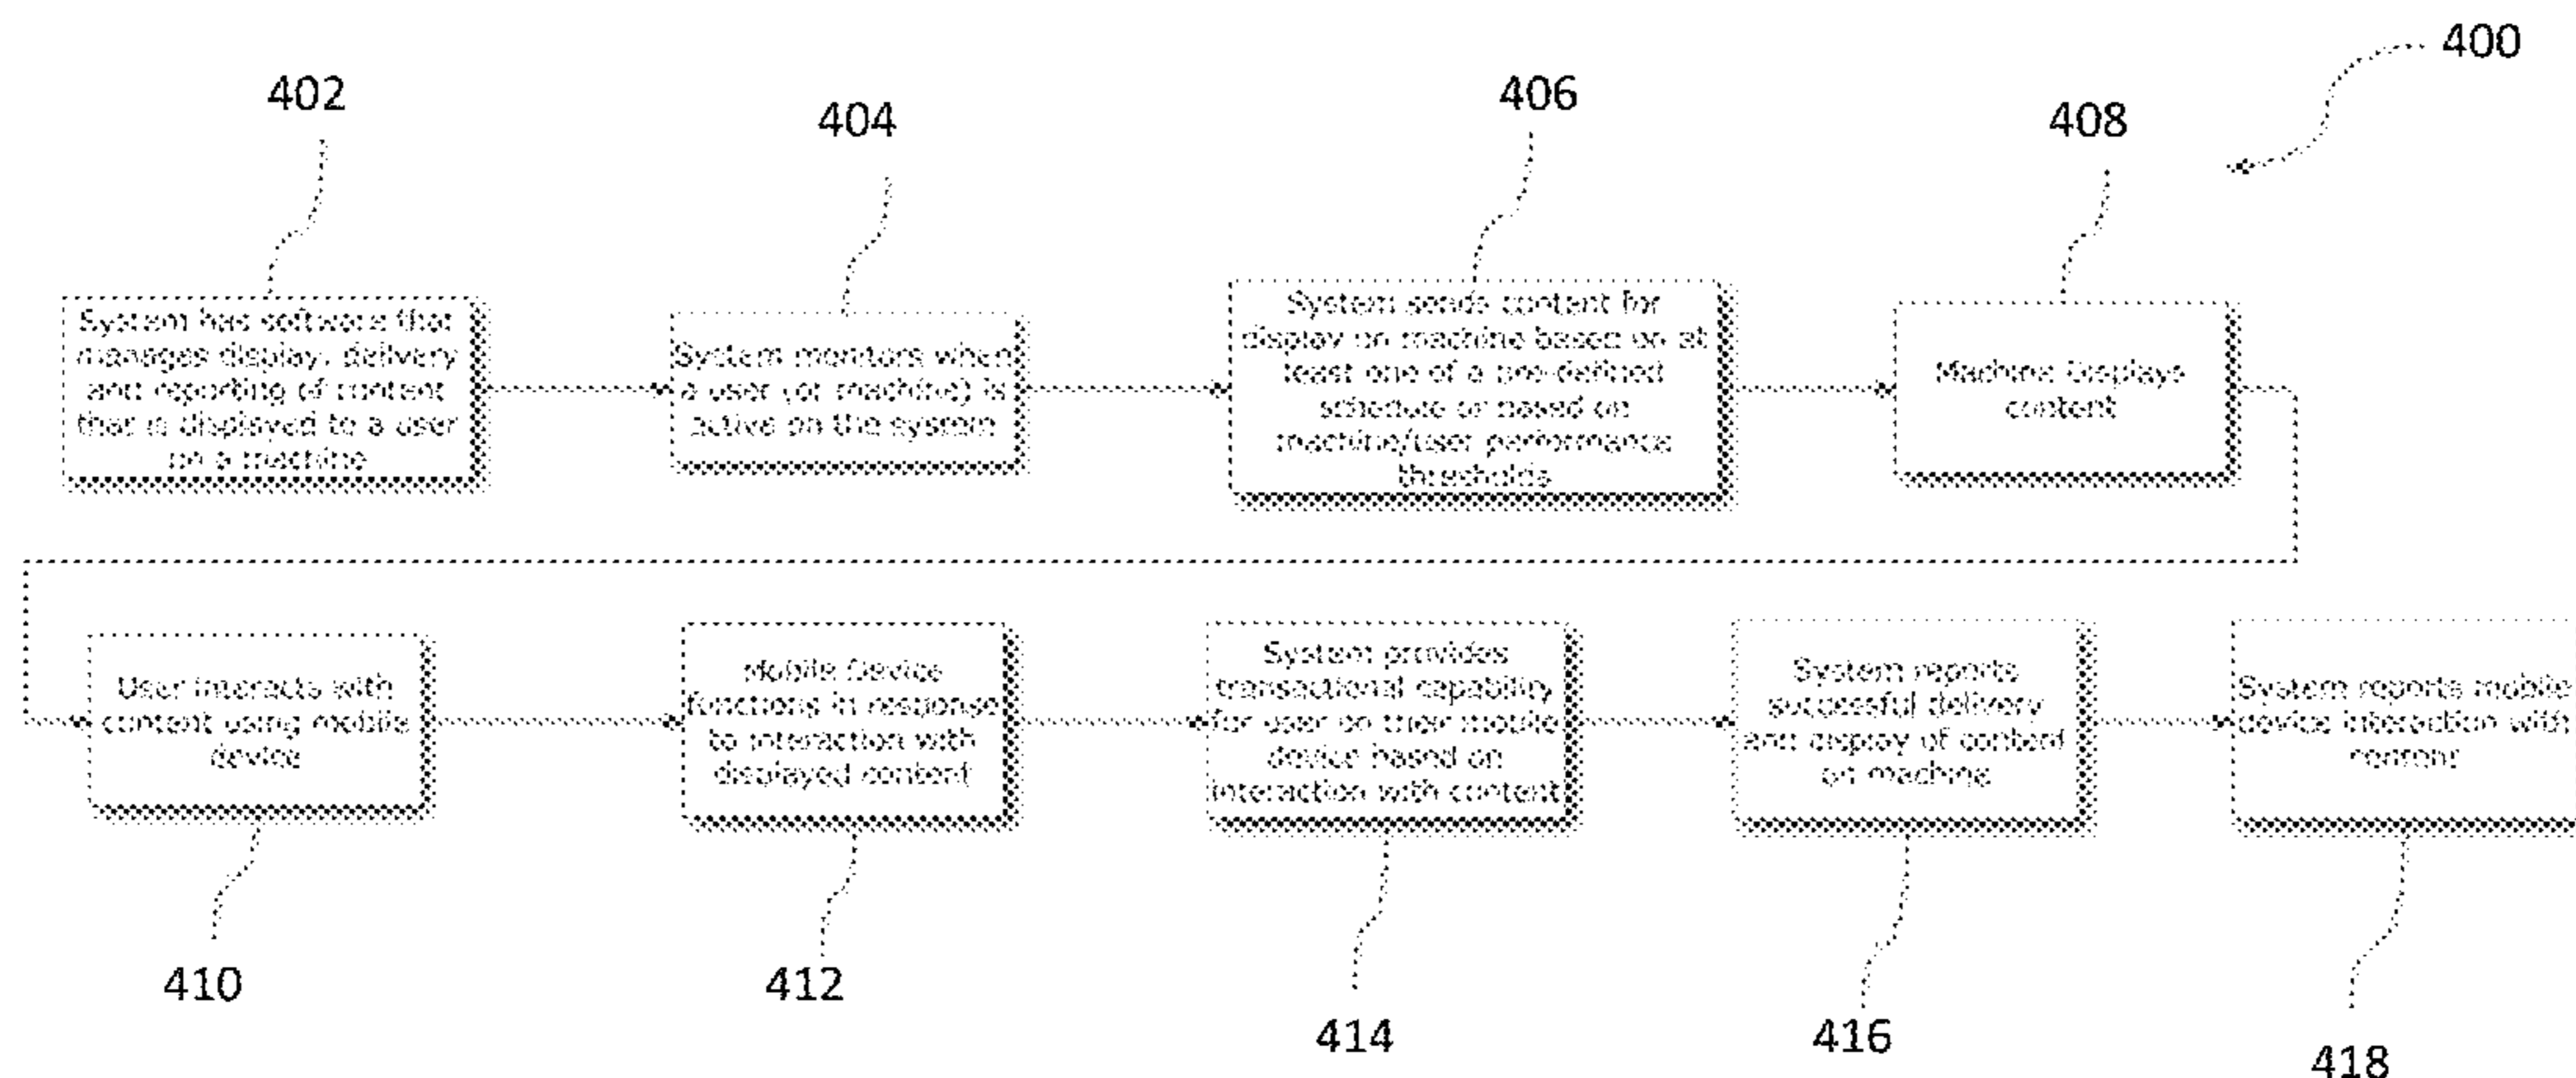 400
402
404
406
408
System has software that
manages display, delivery
and reporting of content
that is displayed to a user
on a machine
System monitors when
a user (or machine) is
active on the system
System sends content for
display on machine based on at
least one of a pre-defined
schedule or based on
machine/user performance
thresholds
Machine Displays
content
User interacts with
content using mobile
device
Mobile Device
functions in response
to interaction with
displayed content
System provides
transactional capability
for user on their mobile
device based on
interaction with content
System reports
successful delivery
and display of content
on machine
System reports mobile
device interaction with
content
410
412
414
416
418